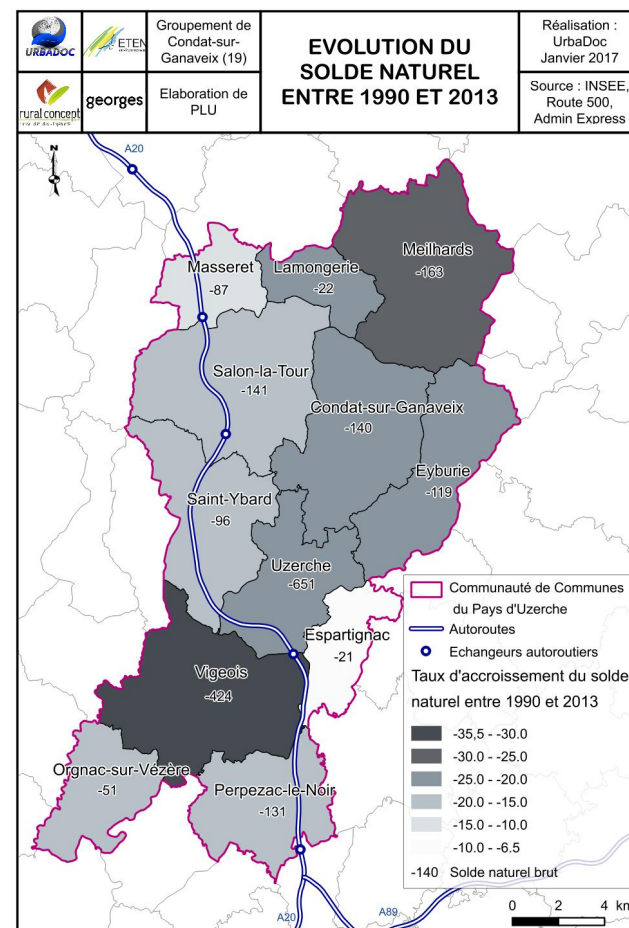 URBADOC
ETEN
Groupement de
Condat-sur-
Ganaveix (19)
EVOLUTION DU
SOLDE NATUREL
ENTRE 1990 ET 2013
Réalisation :
UrbaDoc
Janvier 2017
rural concept
georges
Elaboration de
PLU
Source : INSEE,
Route 500,
Admin Express
N
A20
Meilhards
-163
Masseret
-87
Lamongerie
-22
Salon-la-Tour
-141
Condat-sur-Ganaveix
-140
Eyburie
-119
Saint-Ybard
-96
Uzerche
-651
Espartignac
-21
Vigeois
-424
Orgnac-sur-Vézère
-51
Perpezac-le-Noir
-131
Communauté de Communes
du Pays d'Uzerche
Autoroutes
Echangeurs autoroutiers
Taux d'accroissement du solde
naturel entre 1990 et 2013
-35,5 - -30.0
-30.0 - -25.0
-25.0 - -20.0
-20.0 - -15.0
-15.0 - -10.0
-10.0 - -6.5
-140 Solde naturel brut
A20
A89
0 2 4 km